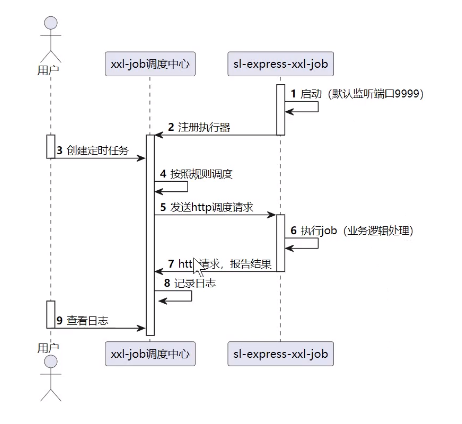 用户
xxl-job调度中心
sl-express-xxl-job
1 启动（默认监听端口9999）
2 注册执行器
3 创建定时任务
4 按照规则调度
5 发送http调度请求
6 执行job（业务逻辑处理）
7 htt 请求，报告结果
8 记录日志
9 查看日志
用户
xxl-job调度中心
sl-express-xxl-job